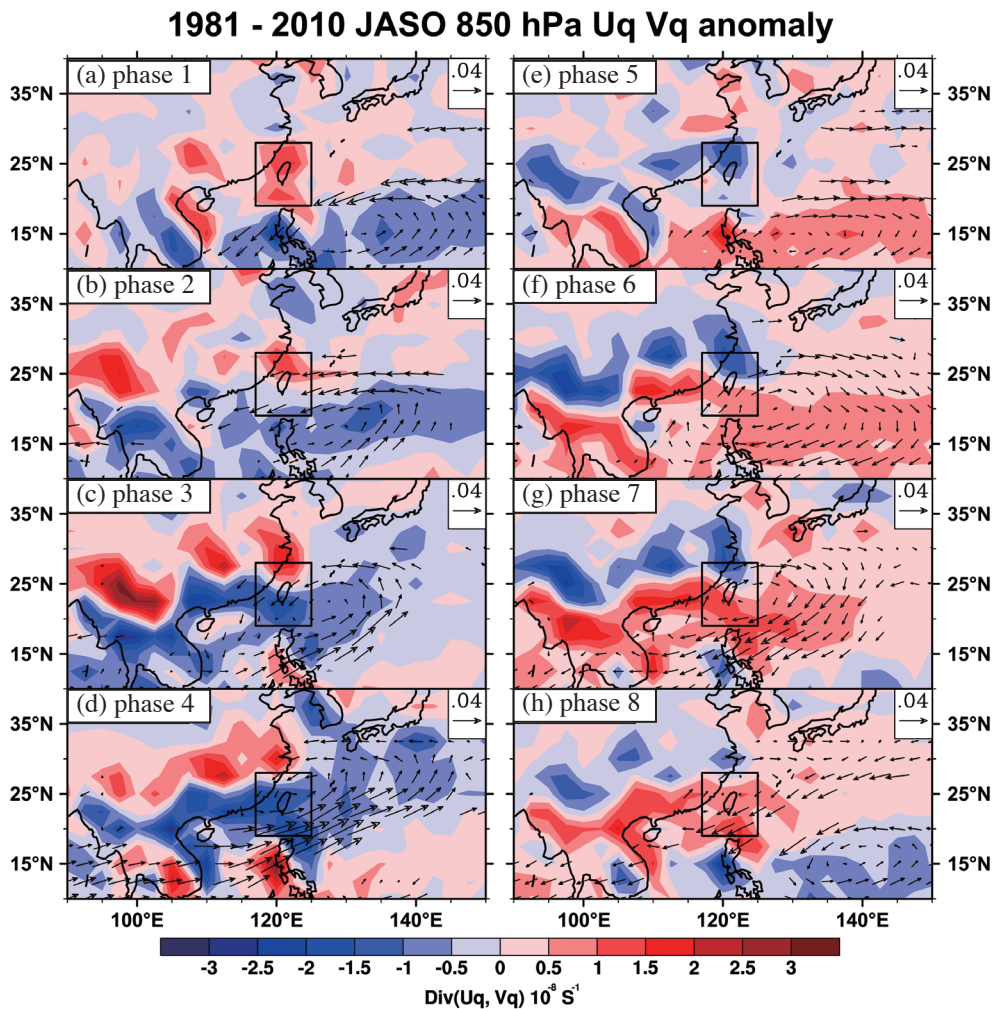 1981 - 2010 JASO 850 hPa Uq Vq anomaly
(a) phase 1 .04
(e) phase 5 .04
35°N 35°N
25°N 25°N
15°N 15°N
(b) phase 2 .04
(f) phase 6 .04
35°N 35°N
25°N 25°N
15°N 15°N
(c) phase 3 .04
(g) phase 7 .04
35°N 35°N
25°N 25°N
15°N 15°N
(d) phase 4 .04
(h) phase 8 .04
35°N 35°N
25°N 25°N
15°N 15°N
100°E 120°E 140°E 100°E 120°E 140°E
-3 -2.5 -2 -1.5 -1 -0.5 0 0.5 1 1.5 2 2.5 3
Div(Uq, Vq) 10⁻⁸ S⁻¹